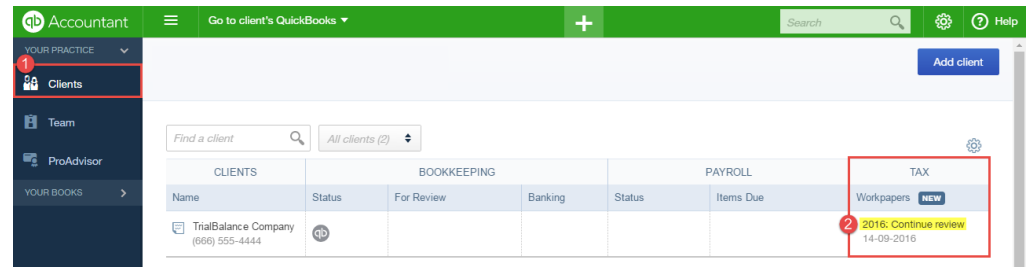 qb Accountant
Go to client's QuickBooks ▼
+
Search
? Help
YOUR PRACTICE
1
Clients
Team
ProAdvisor
YOUR BOOKS
Add client
Find a client
All clients (2)
CLIENTS BOOKKEEPING PAYROLL TAX
Name Status For Review Banking Status Items Due Workpapers NEW
TrialBalance Company qb 2 2016: Continue review
(666) 555-4444 14-09-2016